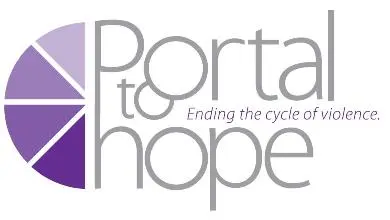 Portal
to
Ending the cycle of violence.
hope